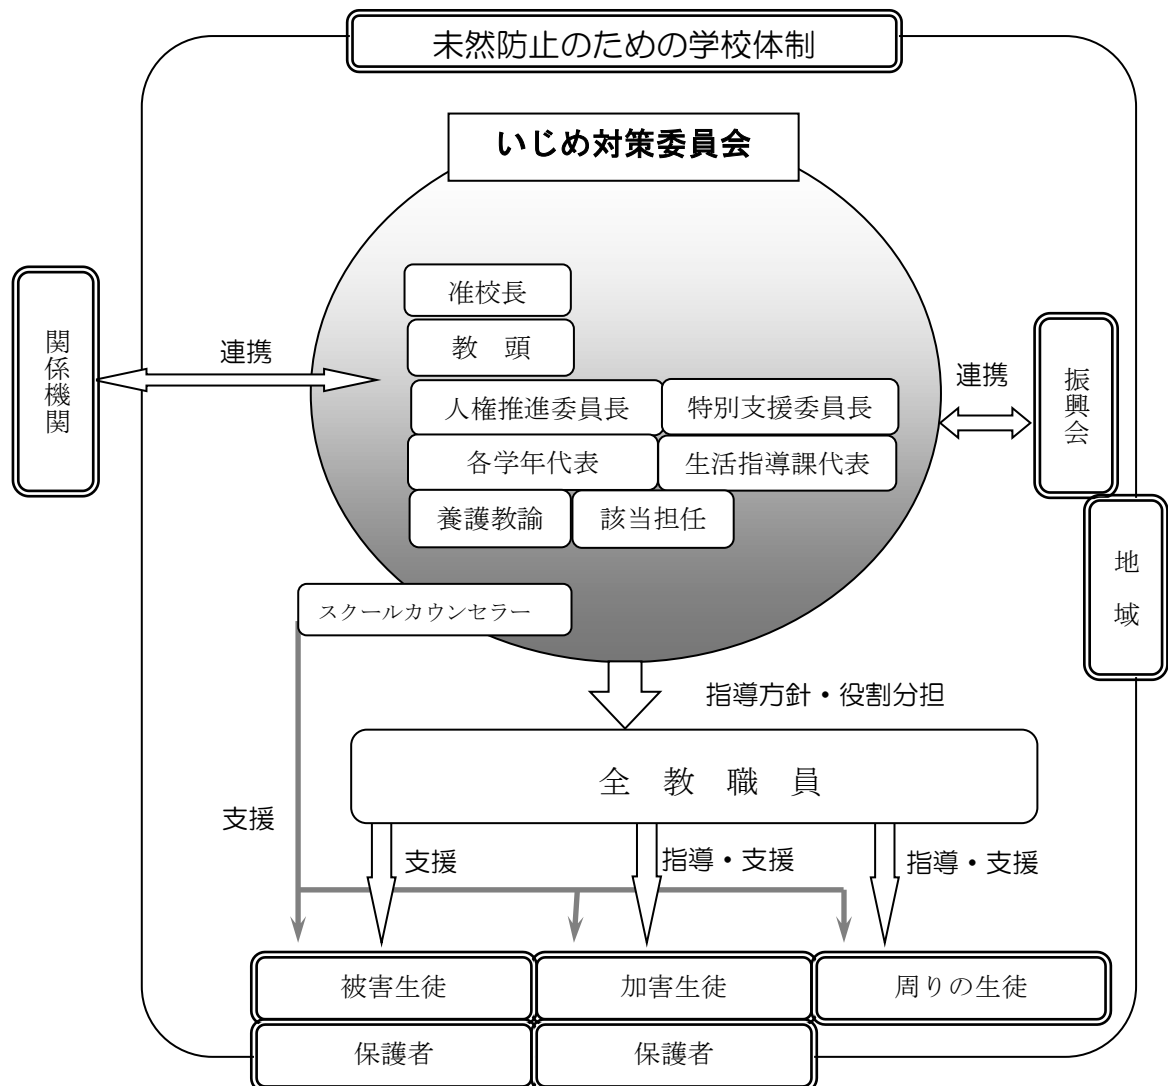 未然防止のための学校体制
いじめ対策委員会
准校長
教　頭
人権推進委員長
特別支援委員長
各学年代表
生活指導課代表
養護教諭
該当担任
スクールカウンセラー
関係機関
連携
連携
振興会
地　域
指導方針・役割分担
全　教　職　員
支援
支援
指導・支援
指導・支援
被害生徒
加害生徒
周りの生徒
保護者
保護者